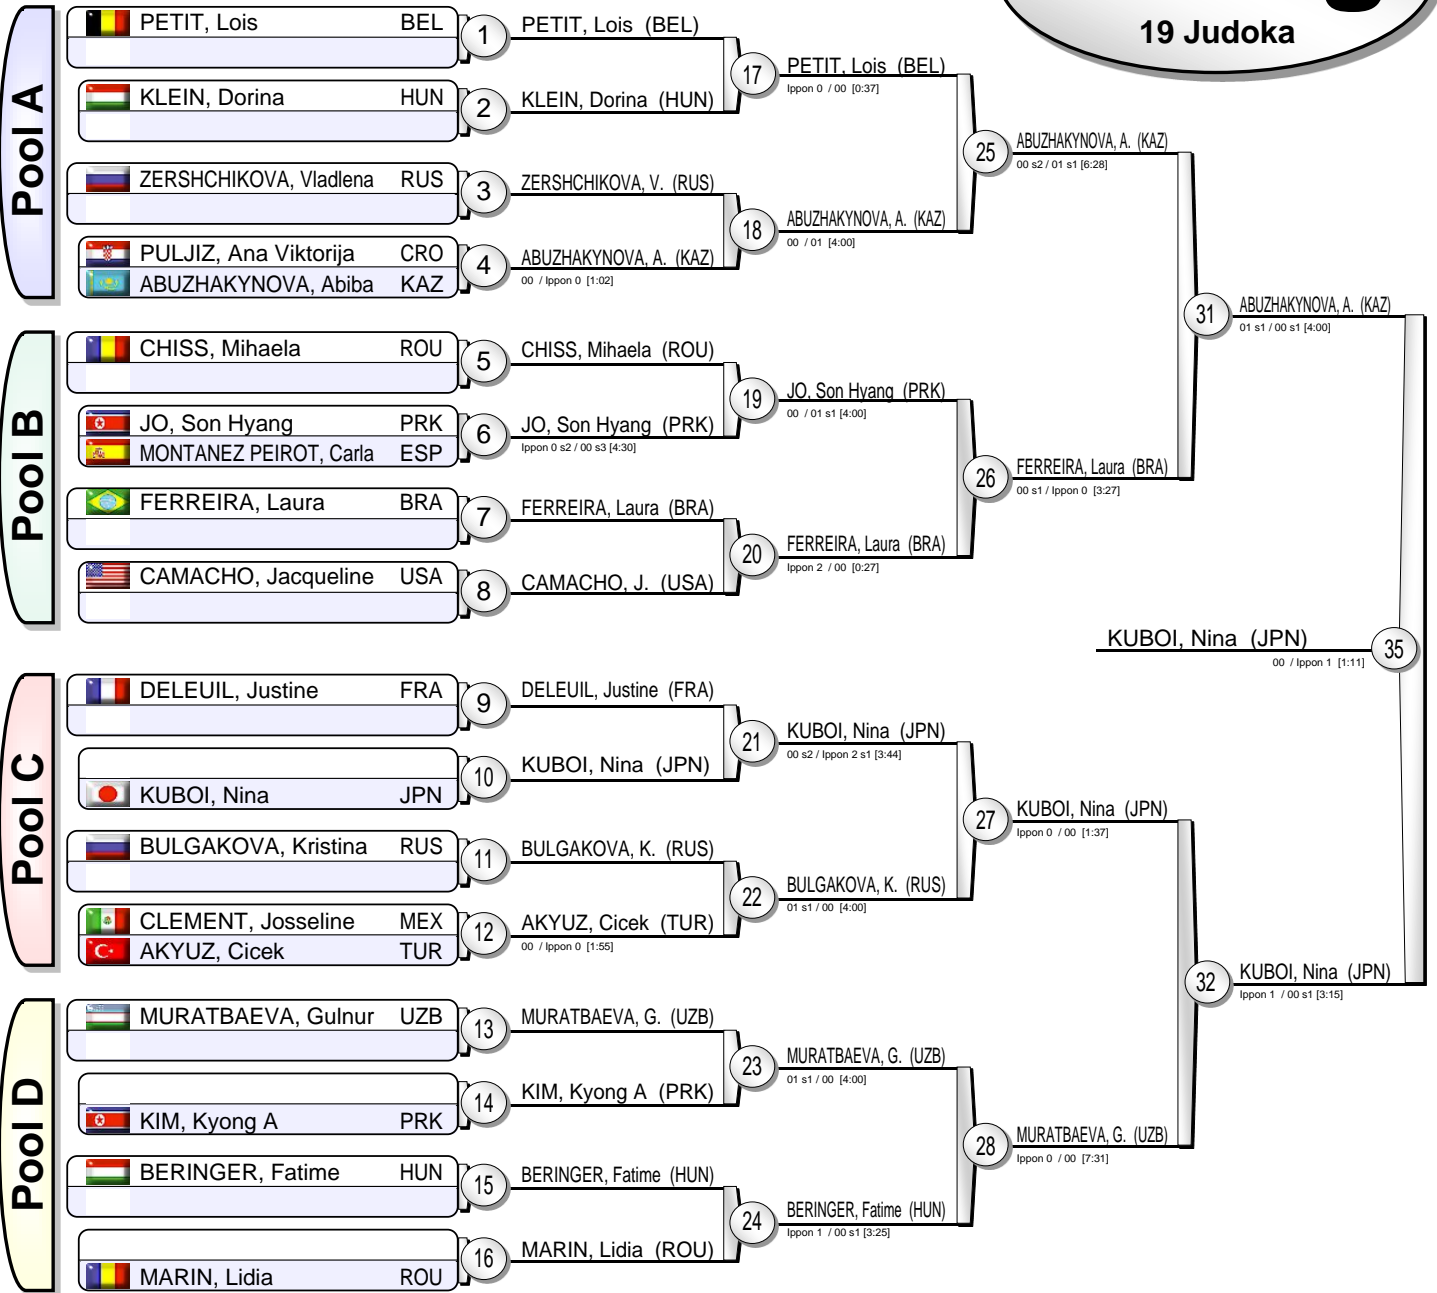 19 Judoka
Pool A
PETIT, Lois BEL
1
KLEIN, Dorina HUN
2
ZERSHCHIKOVA, Vladlena RUS
3
PULJIZ, Ana Viktorija CRO
ABUZHAKYNOVA, Abiba KAZ
4
Pool B
CHISS, Mihaela ROU
5
JO, Son Hyang PRK
MONTANEZ PEIROT, Carla ESP
6
FERREIRA, Laura BRA
7
CAMACHO, Jacqueline USA
8
Pool C
DELEUIL, Justine FRA
9
KUBOI, Nina JPN
10
BULGAKOVA, Kristina RUS
11
CLEMENT, Josseline MEX
AKYUZ, Cicek TUR
12
Pool D
MURATBAEVA, Gulnur UZB
13
KIM, Kyong A PRK
14
BERINGER, Fatime HUN
15
MARIN, Lidia ROU
16
PETIT, Lois (BEL)
KLEIN, Dorina (HUN)
17
ZERSHCHIKOVA, V. (RUS)
ABUZHAKYNOVA, A. (KAZ)
00 / Ippon 0 [1:02]
18
CHISS, Mihaela (ROU)
JO, Son Hyang (PRK)
Ippon 0 s2 / 00 s3 [4:30]
19
FERREIRA, Laura (BRA)
CAMACHO, J. (USA)
20
DELEUIL, Justine (FRA)
KUBOI, Nina (JPN)
21
BULGAKOVA, K. (RUS)
AKYUZ, Cicek (TUR)
00 / Ippon 0 [1:55]
22
MURATBAEVA, G. (UZB)
KIM, Kyong A (PRK)
23
BERINGER, Fatime (HUN)
MARIN, Lidia (ROU)
24
PETIT, Lois (BEL)
Ippon 0 / 00 [0:37]
ABUZHAKYNOVA, A. (KAZ)
00 / 01 [4:00]
25
JO, Son Hyang (PRK)
00 / 01 s1 [4:00]
FERREIRA, Laura (BRA)
Ippon 2 / 00 [0:27]
26
KUBOI, Nina (JPN)
00 s2 / Ippon 2 s1 [3:44]
BULGAKOVA, K. (RUS)
01 s1 / 00 [4:00]
27
MURATBAEVA, G. (UZB)
01 s1 / 00 [4:00]
BERINGER, Fatime (HUN)
Ippon 1 / 00 s1 [3:25]
28
ABUZHAKYNOVA, A. (KAZ)
00 s2 / 01 s1 [6:28]
FERREIRA, Laura (BRA)
00 s1 / Ippon 0 [3:27]
31
KUBOI, Nina (JPN)
Ippon 0 / 00 [1:37]
MURATBAEVA, G. (UZB)
Ippon 0 / 00 [7:31]
32
ABUZHAKYNOVA, A. (KAZ)
01 s1 / 00 s1 [4:00]
KUBOI, Nina (JPN)
Ippon 1 / 00 s1 [3:15]
35
KUBOI, Nina (JPN)
00 / Ippon 1 [1:11]